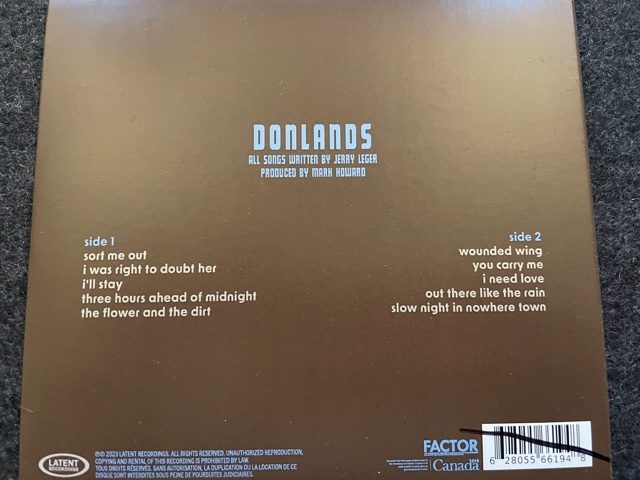 DONLANDS
ALL SONGS WRITTEN BY JERRY LEGER
PRODUCED BY MARK HOWARD
side 1
sort me out
i was right to doubt her
i'll stay
three hours ahead of midnight
the flower and the dirt
side 2
wounded wing
you carry me
i need love
out there like the rain
slow night in nowhere town
LATENT
RECORDINGS
℗© 2023 LATENT RECORDINGS. ALL RIGHTS RESERVED. UNAUTHORIZED REPRODUCTION,
COPYING AND RENTAL OF THIS RECORDING IS PROHIBITED BY LAW.
TOUS DROITS RÉSERVÉS. SANS AUTORISATION, LA DUPLICATION OU LA LOCATION DE CE
DISQUE SONT INTERDITES SOUS PEINE DE POURSUITES JUDICIAIRES.
FACTOR
Canada
6 28055 66194 8